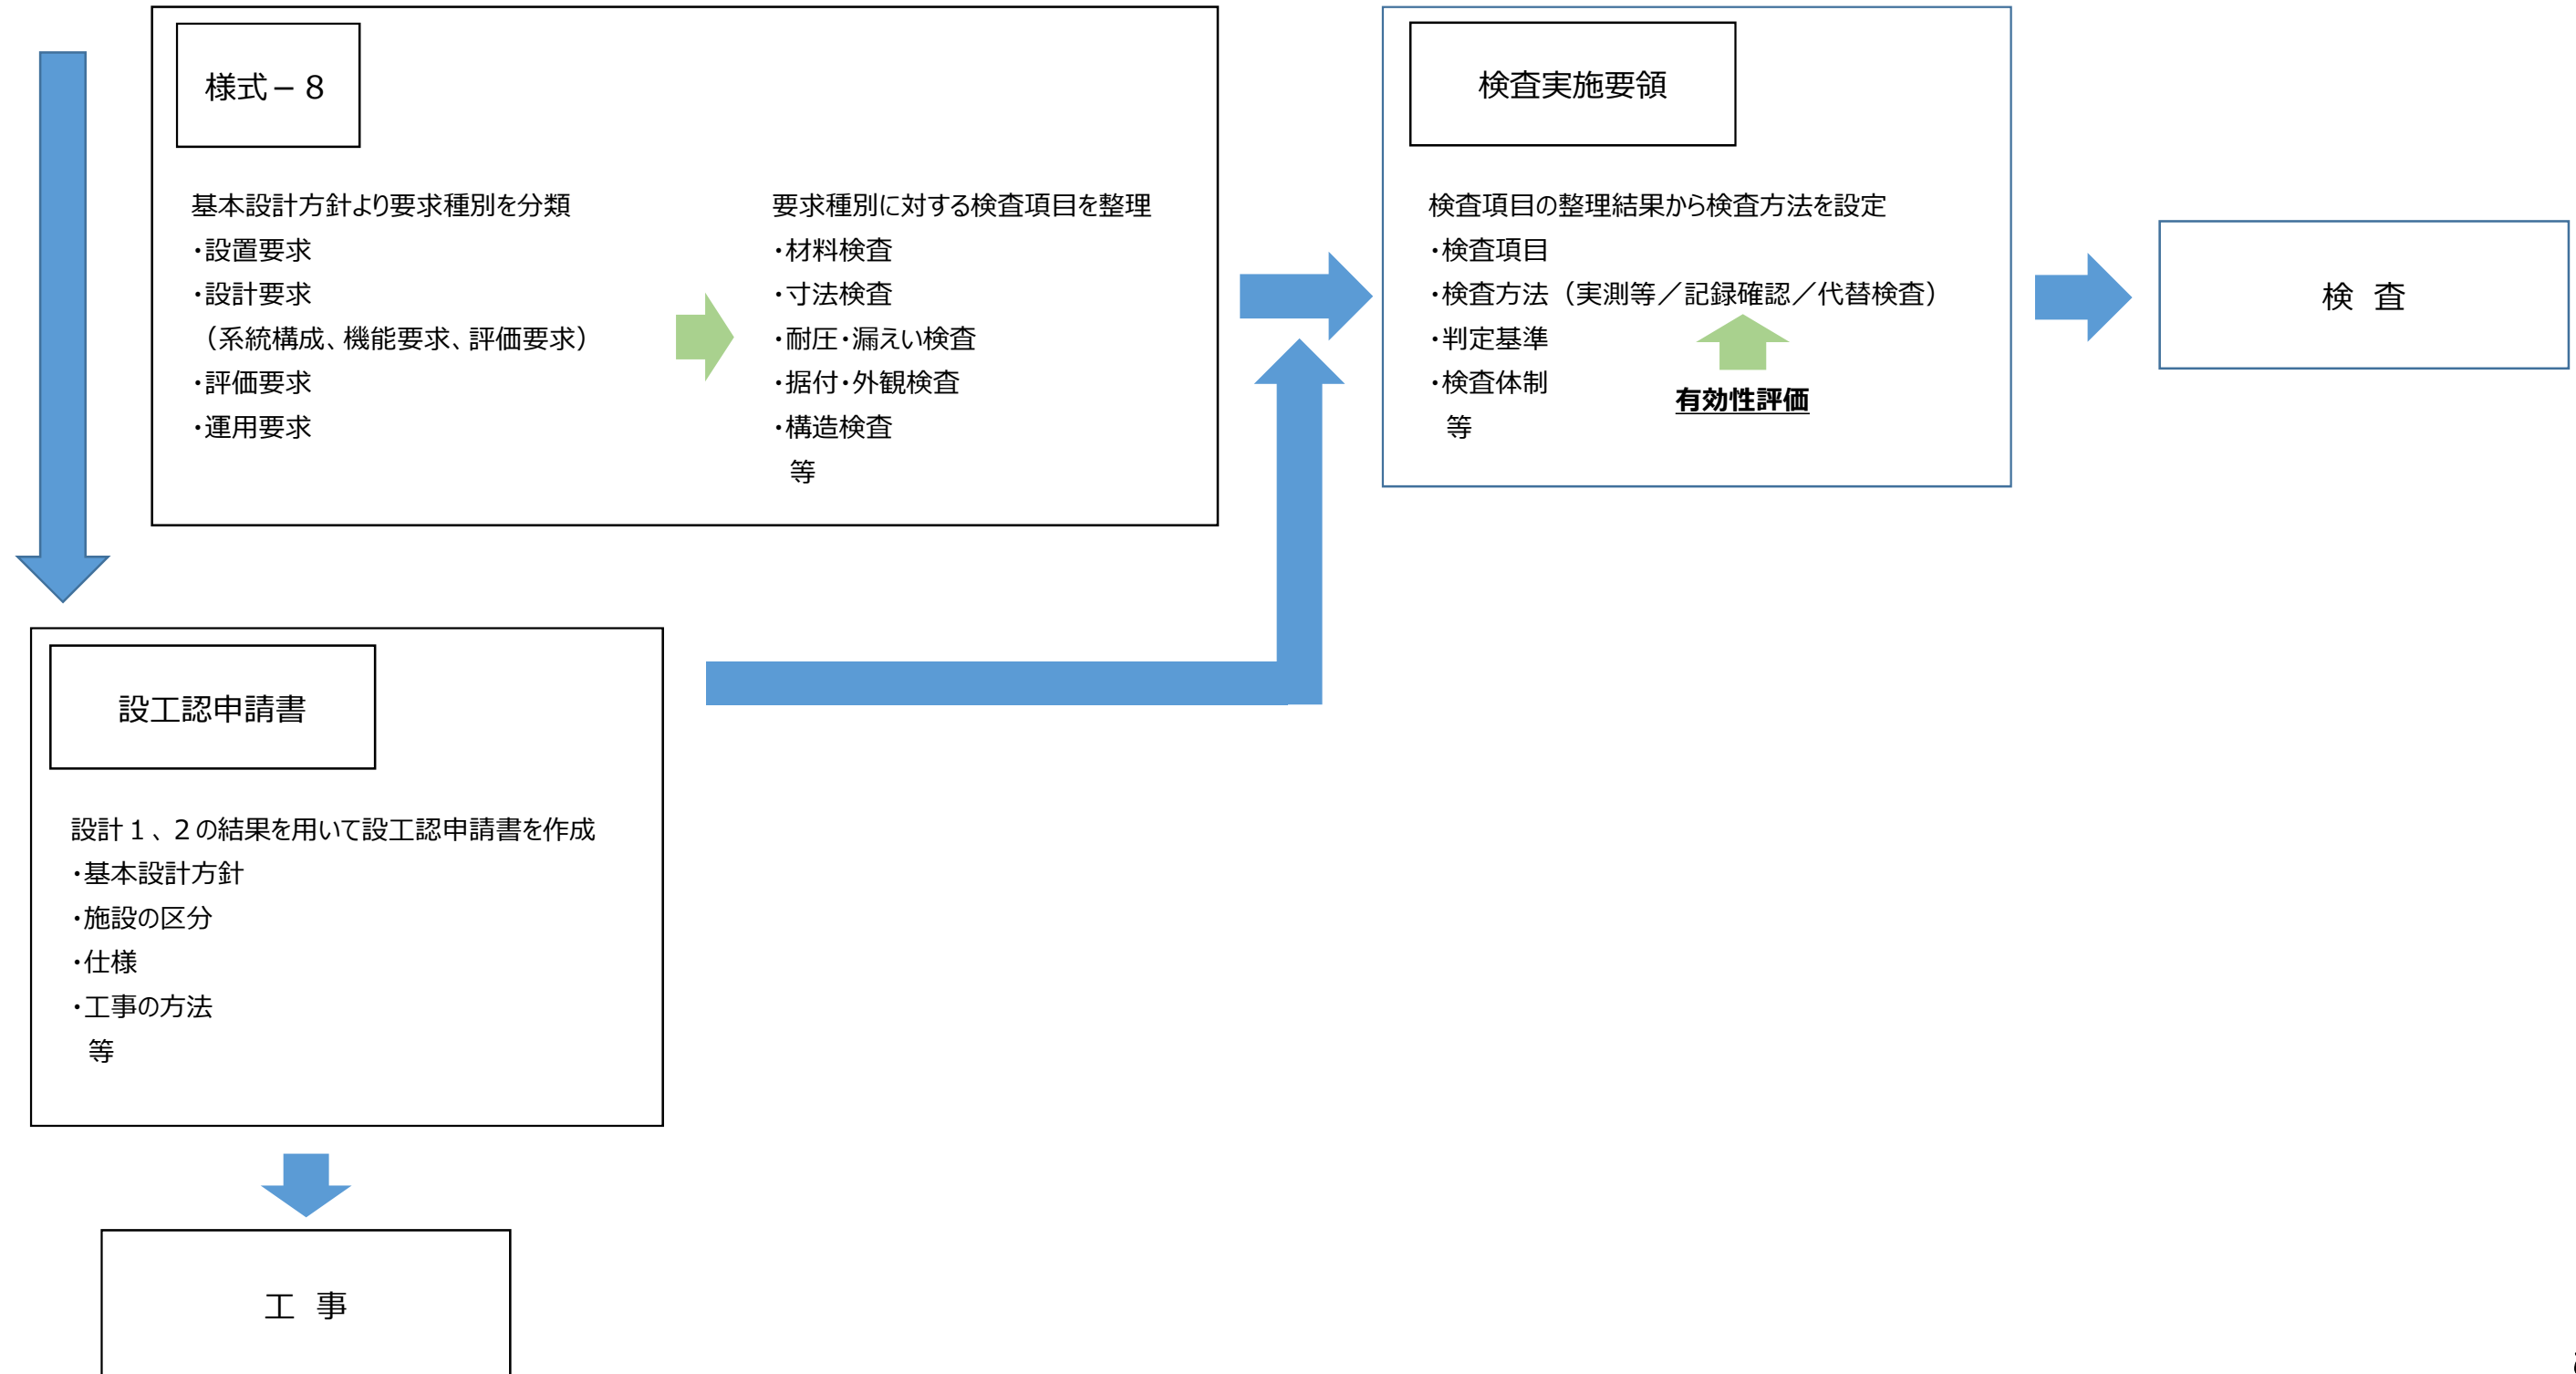 様式－８
基本設計方針より要求種別を分類
・設置要求
・設計要求
（系統構成、機能要求、評価要求）
・評価要求
・運用要求
要求種別に対する検査項目を整理
・材料検査
・寸法検査
・耐圧・漏えい検査
・据付・外観検査
・構造検査
等
検査実施要領
検査項目の整理結果から検査方法を設定
・検査項目
・検査方法（実測等／記録確認／代替検査）
・判定基準
・検査体制
等
有効性評価
検 査
設工認申請書
設計１、２の結果を用いて設工認申請書を作成
・基本設計方針
・施設の区分
・仕様
・工事の方法
等
工 事